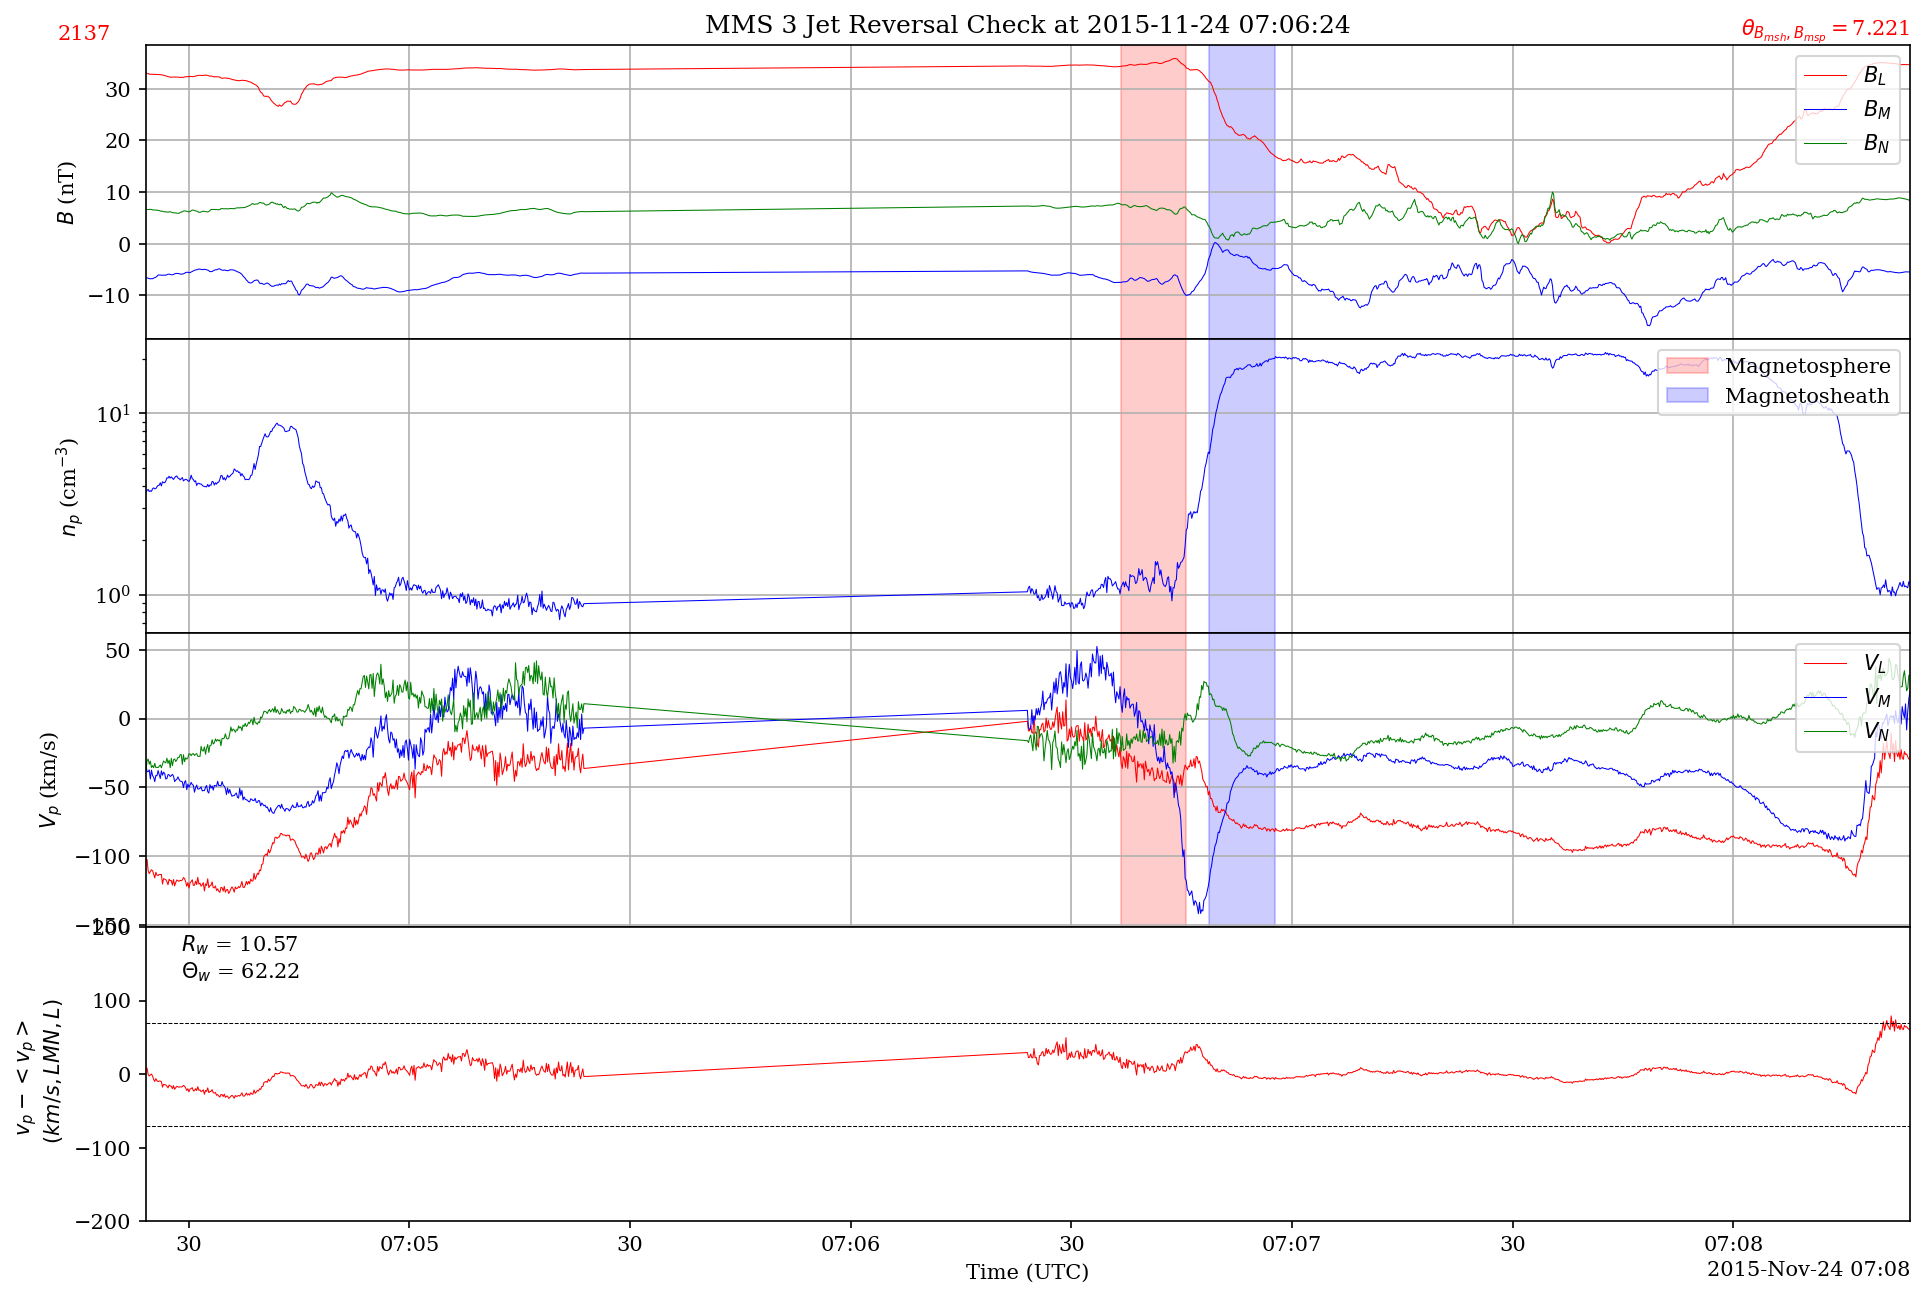 2137
MMS 3 Jet Reversal Check at 2015-11-24 07:06:24
θ_{B_{msh}, B_{msp}} = 7.221
B (nT)
30
20
10
0
−10
B_L
B_M
B_N
n_p (cm^{−3})
10^1
10^0
Magnetosphere
Magnetosheath
V_p (km/s)
50
0
−50
−100
−150
V_L
V_M
V_N
v_p − < v_p >
(km/s, LMN, L)
200
100
0
−100
−200
R_w = 10.57
Θ_w = 62.22
30
07:05
30
07:06
30
07:07
30
07:08
Time (UTC)
2015-Nov-24 07:08